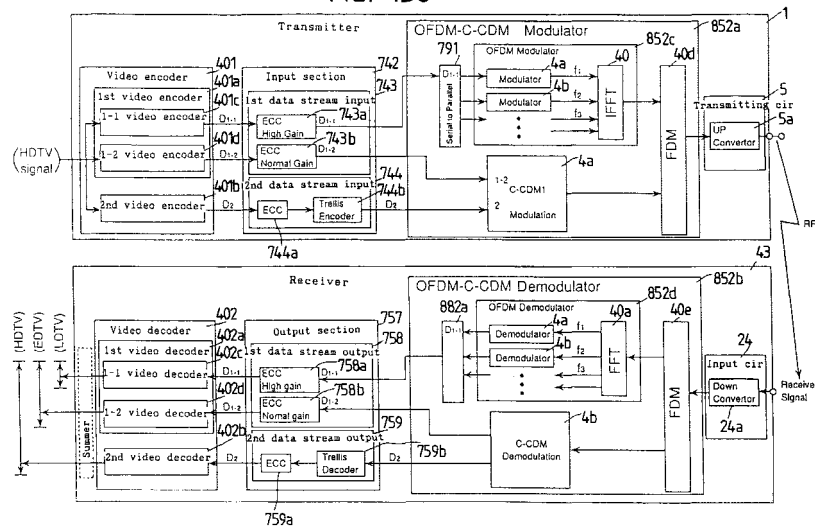 Transmitter
1
OFDM-C-CDM Modulator
852a
Video encoder
401
1st video encoder
401a
1-1 video encoder
401c
1-2 video encoder
401d
2nd video encoder
401b
(HDTV signal)
D1-1
D1-2
D2
Input section
742
1st data stream input
743
ECC High Gain
743a
D1-1
ECC Normal Gain
743b
D1-2
2nd data stream input
744
ECC
744a
Trellis Encoder
744b
D2
791
D1-1
Serial to Parallel
OFDM Modulator
852c
Modulator
4a
f1
Modulator
4b
f2
f3
IFFT
40
1-2
2
C-CDM1 Modulation
4a
FDM
40d
Transmitting cir
5
UP Convertor
5a
RF
Receiver
43
OFDM-C-CDM Demodulator
852b
(HDTV)
(EDTV)
(LDTV)
Summer
Video decoder
402
1st video decoder
402a
1-1 video decoder
402c
1-2 video decoder
402d
2nd video decoder
402b
D1-1
D1-2
D2
Output section
757
1st data stream output
758
ECC High gain
758a
D1-1
ECC Normal gain
758b
D1-2
2nd data stream output
759
ECC
759a
Trellis Decoder
759b
D2
882a
D1-1
OFDM Demodulator
852d
Demodulator
4a
f1
Demodulator
4b
f2
f3
FFT
40a
C-CDM Demodulation
4b
FDM
40e
Input cir
24
Down Convertor
24a
Receive Signal